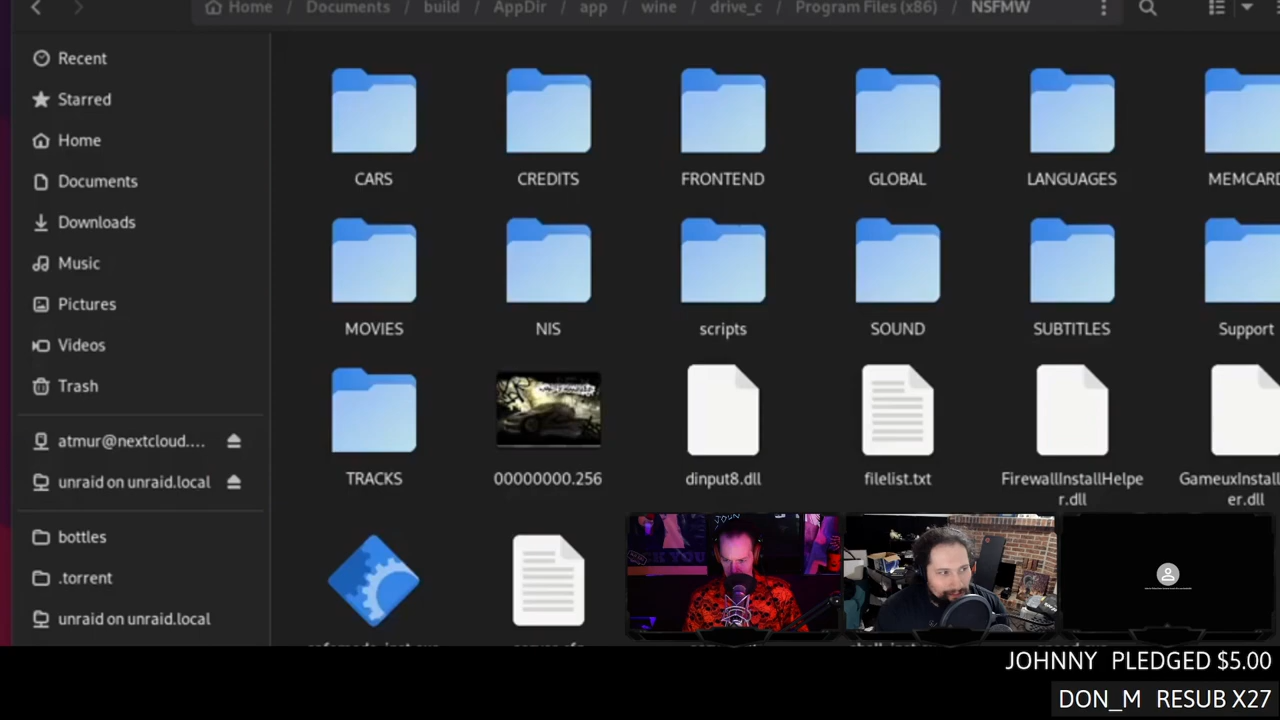 Home / Documents / build / AppDir / app / wine / drive_c / Program Files (x86) / NSFMW
Recent
Starred
Home
Documents
Downloads
Music
Pictures
Videos
Trash
atmur@nextcloud....
unraid on unraid.local
bottles
.torrent
unraid on unraid.local
CARS
CREDITS
FRONTEND
GLOBAL
LANGUAGES
MEMCARD
MOVIES
NIS
scripts
SOUND
SUBTITLES
Support
TRACKS
00000000.256
dinput8.dll
filelist.txt
FirewallInstallHelpe
r.dll
GameuxInstall
er.dll
JOHNNY PLEDGED $5.00
DON_M RESUB X27